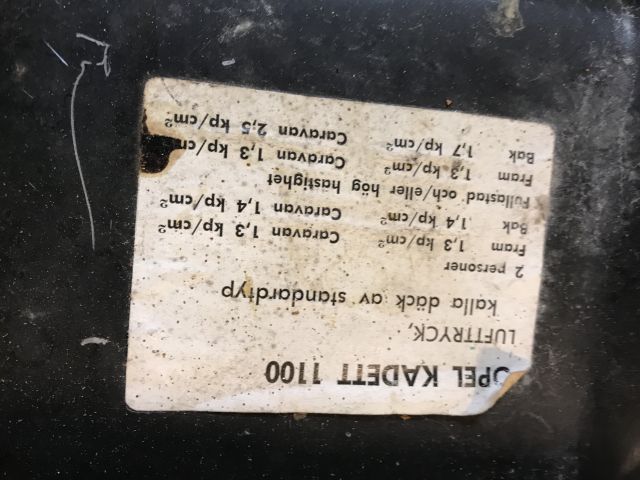 OPEL KADETT 1100
LUFTTRYCK,
kalla däck av standardtyp
2 personer
Fram 1,3 kp/cm² Caravan 1,3 kp/cm²
Bak 1,4 kp/cm² Caravan 1,4 kp/cm²
Fullastad och/eller hög hastighet
Fram 1,3 kp/cm² Caravan 1,3 kp/cm²
Bak 1,7 kp/cm² Caravan 2,5 kp/cm²